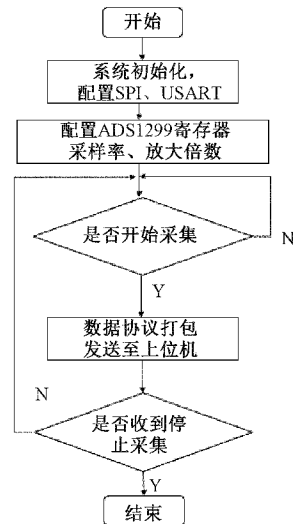 开始
系统初始化，
配置SPI、USART
配置ADS1299寄存器
采样率、放大倍数
是否开始采集
N
Y
数据协议打包
发送至上位机
N
是否收到停
止采集
Y
结束